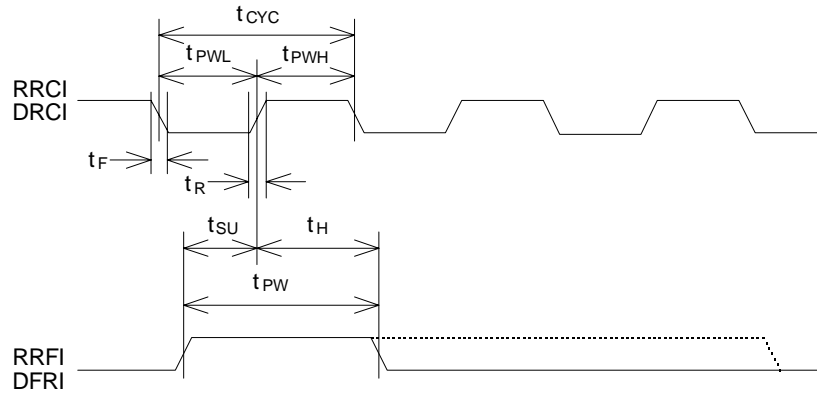 tCYC
tPWL tPWH
RRCI
DRCI
tF
tR
tSU tH
tPW
RRFI
DFRI